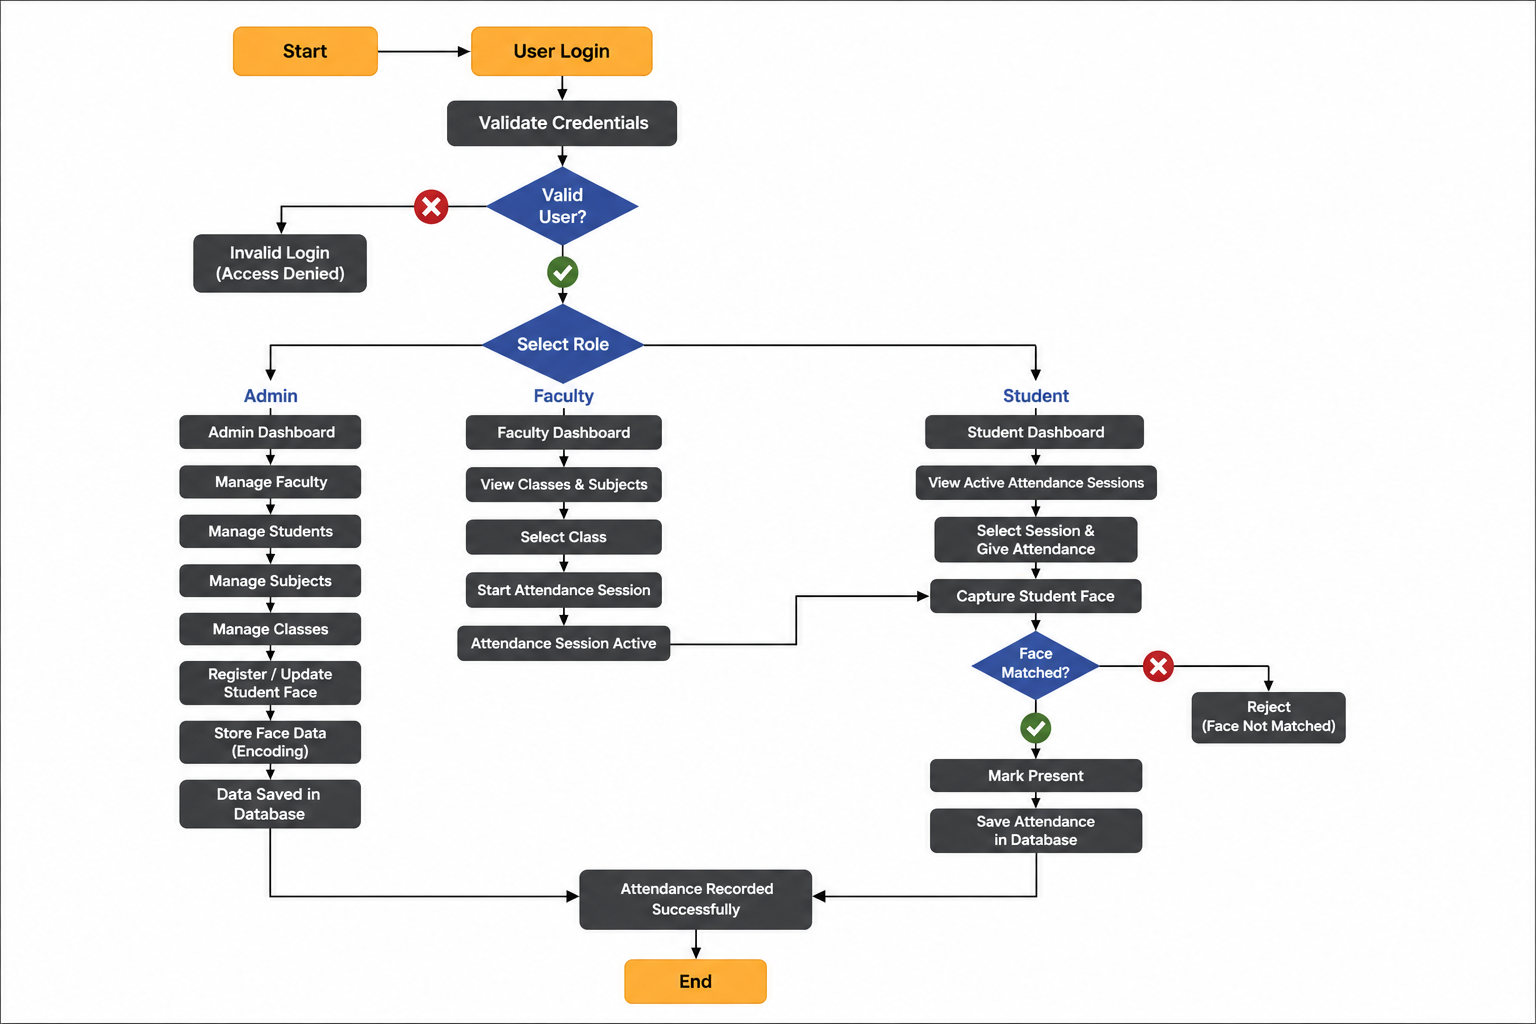 Start
User Login
Validate Credentials
Valid
User?
Invalid Login
(Access Denied)
Select Role
Admin
Admin Dashboard
Manage Faculty
Manage Students
Manage Subjects
Manage Classes
Register / Update
Student Face
Store Face Data
(Encoding)
Data Saved in
Database
Faculty
Faculty Dashboard
View Classes & Subjects
Select Class
Start Attendance Session
Attendance Session Active
Student
Student Dashboard
View Active Attendance Sessions
Select Session &
Give Attendance
Capture Student Face
Face
Matched?
Reject
(Face Not Matched)
Mark Present
Save Attendance
in Database
Attendance Recorded
Successfully
End